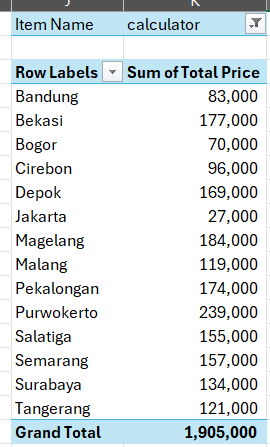 K
Item Name calculator
Row Labels Sum of Total Price
Bandung 83,000
Bekasi 177,000
Bogor 70,000
Cirebon 96,000
Depok 169,000
Jakarta 27,000
Magelang 184,000
Malang 119,000
Pekalongan 174,000
Purwokerto 239,000
Salatiga 155,000
Semarang 157,000
Surabaya 134,000
Tangerang 121,000
Grand Total 1,905,000